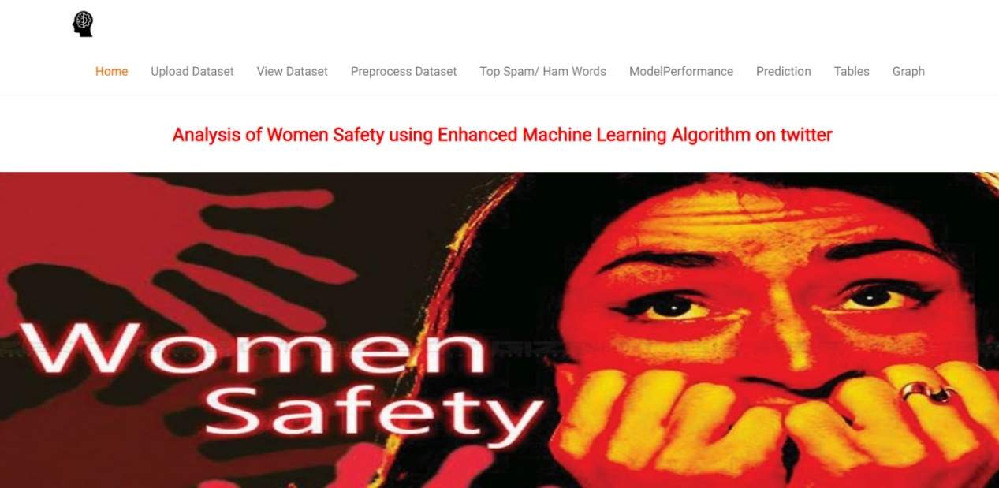 Home Upload Dataset View Dataset Preprocess Dataset Top Spam/ Ham Words ModelPerformance Prediction Tables Graph
Analysis of Women Safety using Enhanced Machine Learning Algorithm on twitter
Women
Safety